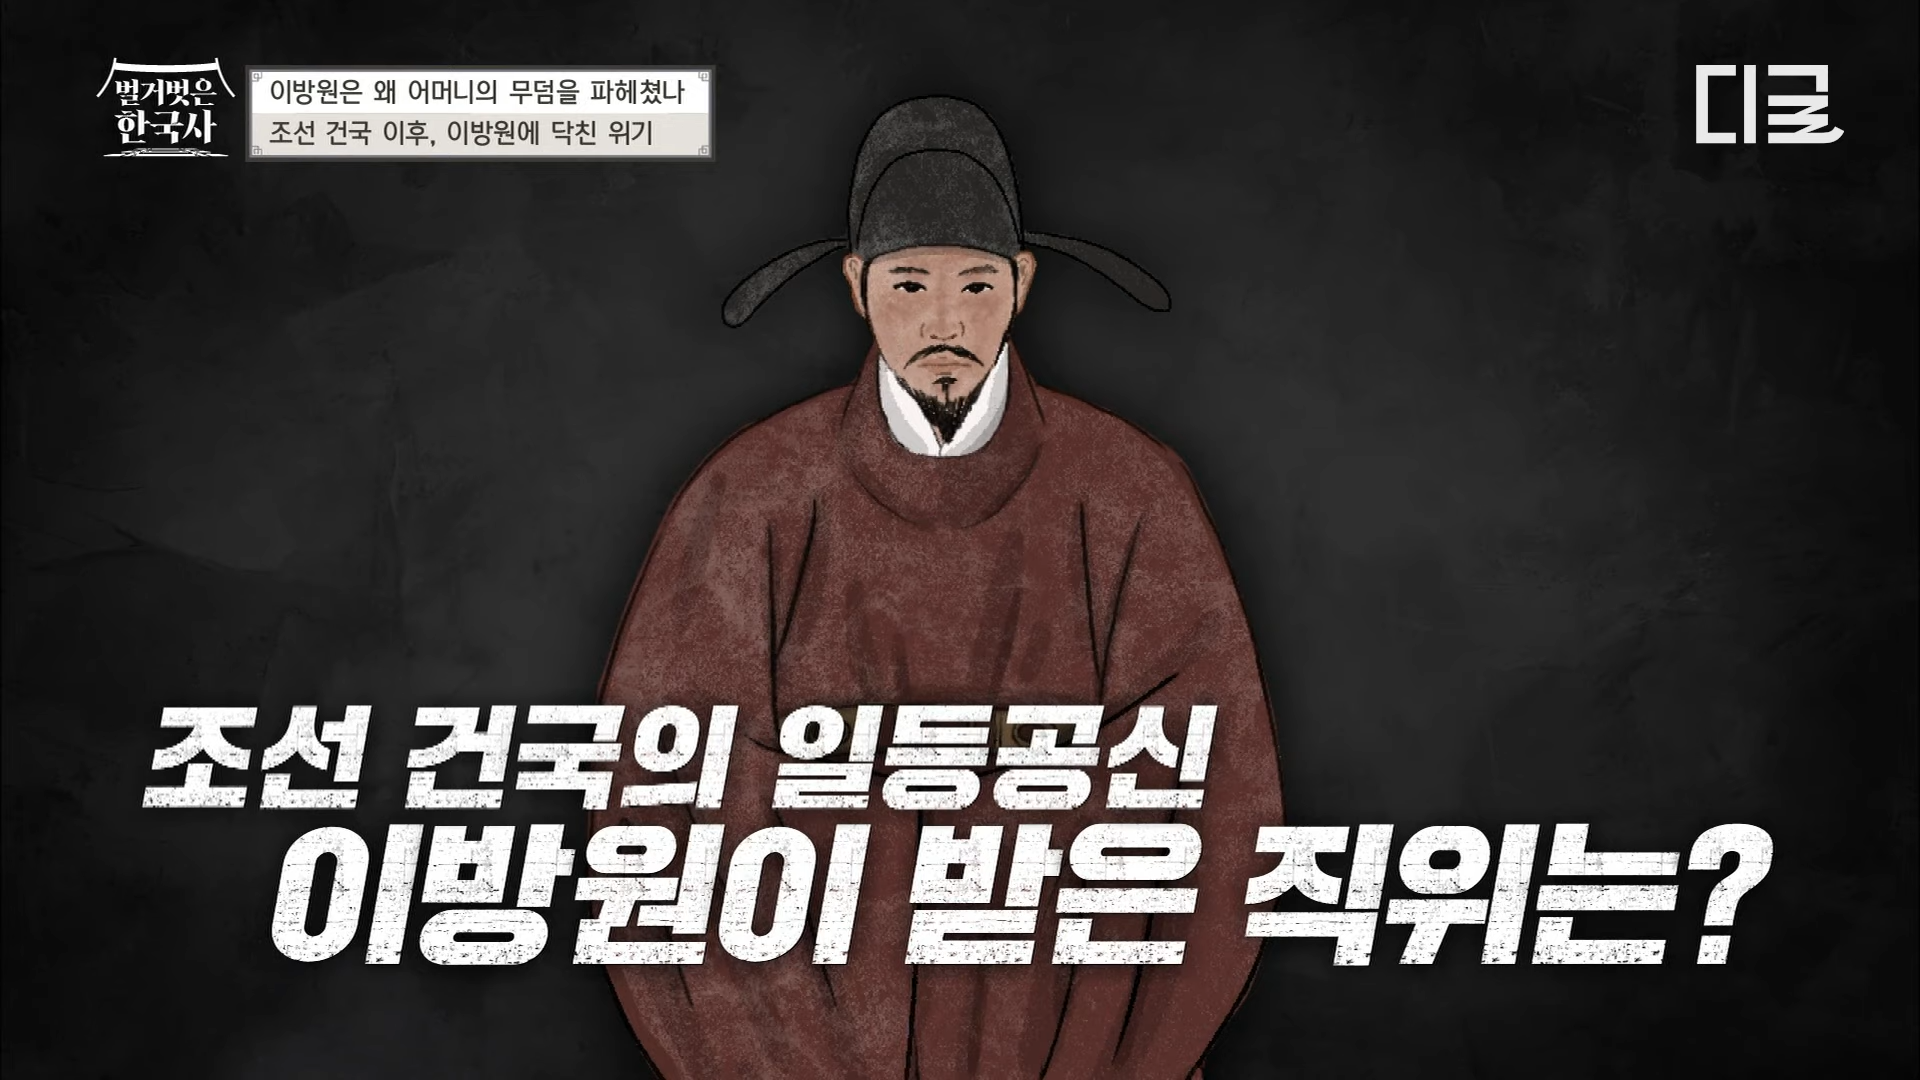 벌거벗은
한국사
이방원은 왜 어머니의 무덤을 파헤쳤나
조선 건국 이후, 이방원에 닥친 위기
디글
조선 건국의 일등공신
이방원이 받은 직위는?